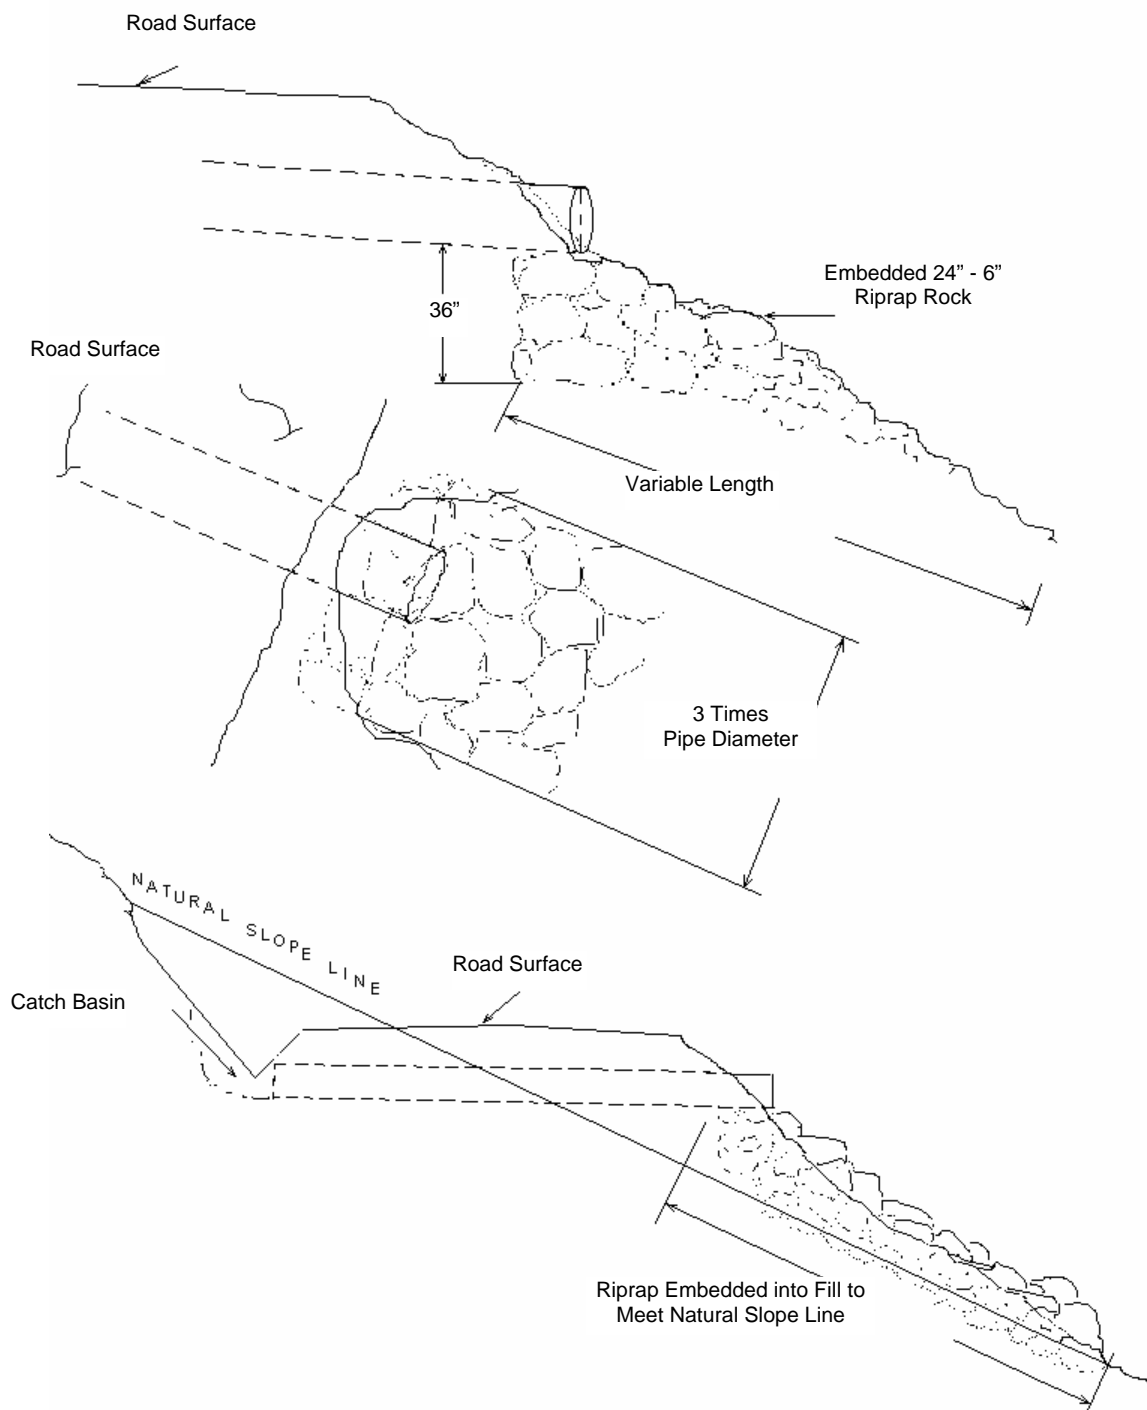 Road Surface
Embedded 24” - 6”
Riprap Rock
36”
Road Surface
Variable Length
3 Times
Pipe Diameter
NATURAL SLOPE LINE
Road Surface
Catch Basin
Riprap Embedded into Fill to
Meet Natural Slope Line